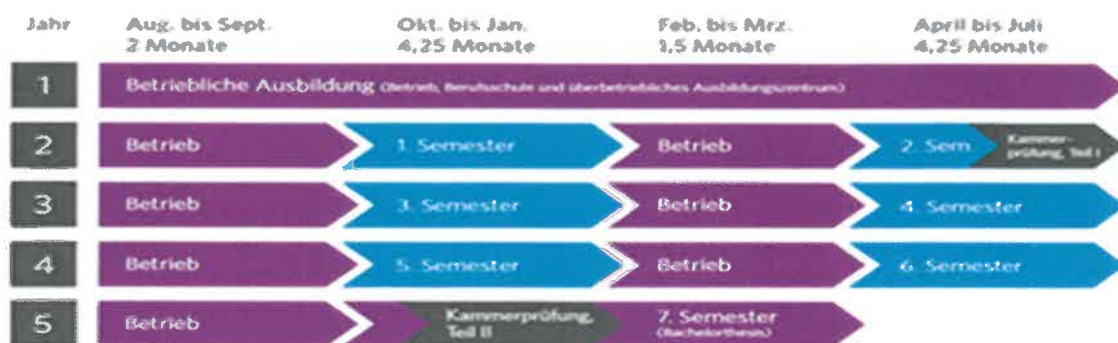 Jahr
Aug. bis Sept.
2 Monate
Okt. bis Jan.
4,25 Monate
Feb. bis Mrz.
1,5 Monate
April bis Juli
4,25 Monate
1
Betriebliche Ausbildung (Betrieb, Berufsschule und überbetriebliches Ausbildungszentrum)
2
Betrieb
1. Semester
Betrieb
2. Sem
Kammer-
prüfung, Teil I
3
Betrieb
3. Semester
Betrieb
4. Semester
4
Betrieb
5. Semester
Betrieb
6. Semester
5
Betrieb
Kammerprüfung,
Teil II
7. Semester
(Bachelorthesis)